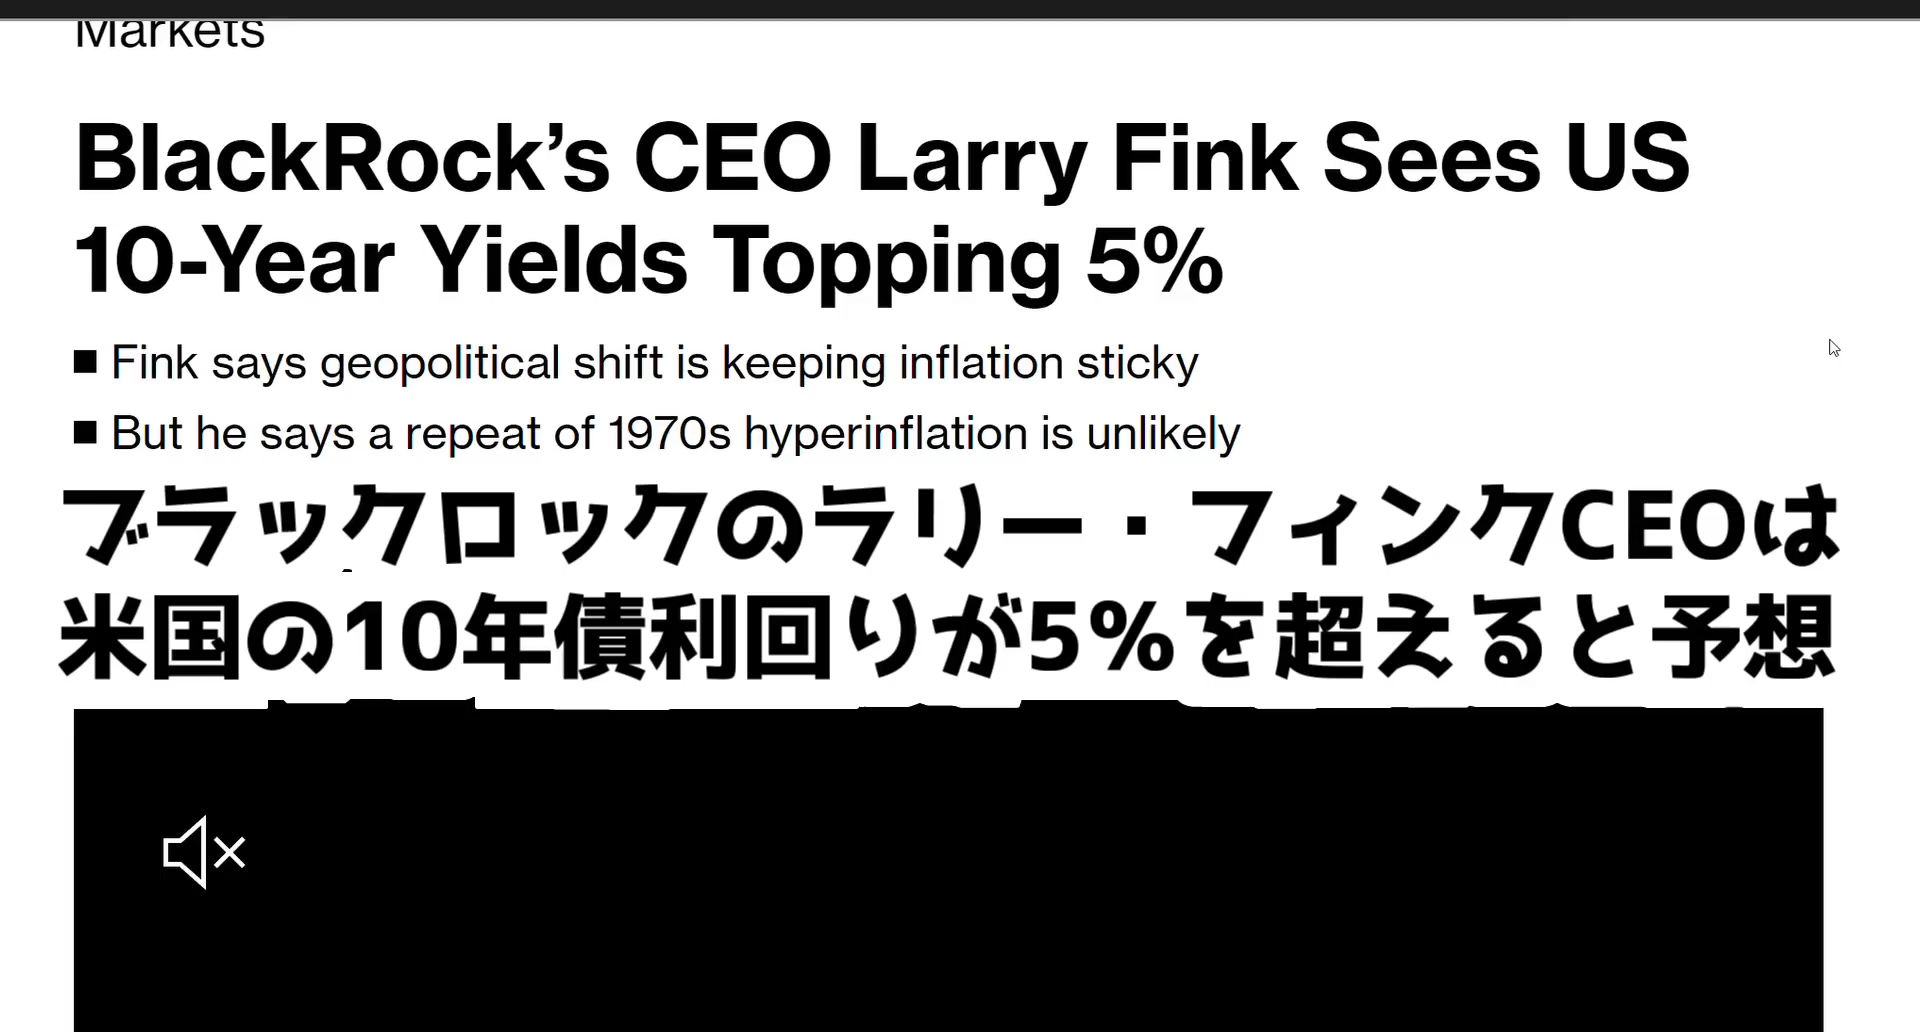 Markets
BlackRock’s CEO Larry Fink Sees US
10-Year Yields Topping 5%
■ Fink says geopolitical shift is keeping inflation sticky
■ But he says a repeat of 1970s hyperinflation is unlikely
ブラックロックのラリー・フィンクCEOは
米国の10年債利回りが5%を超えると予想